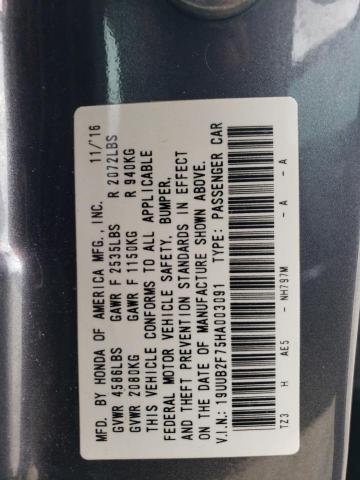 MFD. BY HONDA OF AMERICA MFG., INC. 11/16
GVWR 4588LBS GAWR F 2535LBS R 2072LBS
GVWR 2080KG GAWR F 1150KG R 940KG
THIS VEHICLE CONFORMS TO ALL APPLICABLE
FEDERAL MOTOR VEHICLE SAFETY, BUMPER,
AND THEFT PREVENTION STANDARDS IN EFFECT
ON THE DATE OF MANUFACTURE SHOWN ABOVE.
V.I.N.: 19UUB2F75HA003091 TYPE: PASSENGER CAR
TZ3 H AE5 - NH797M - A - A